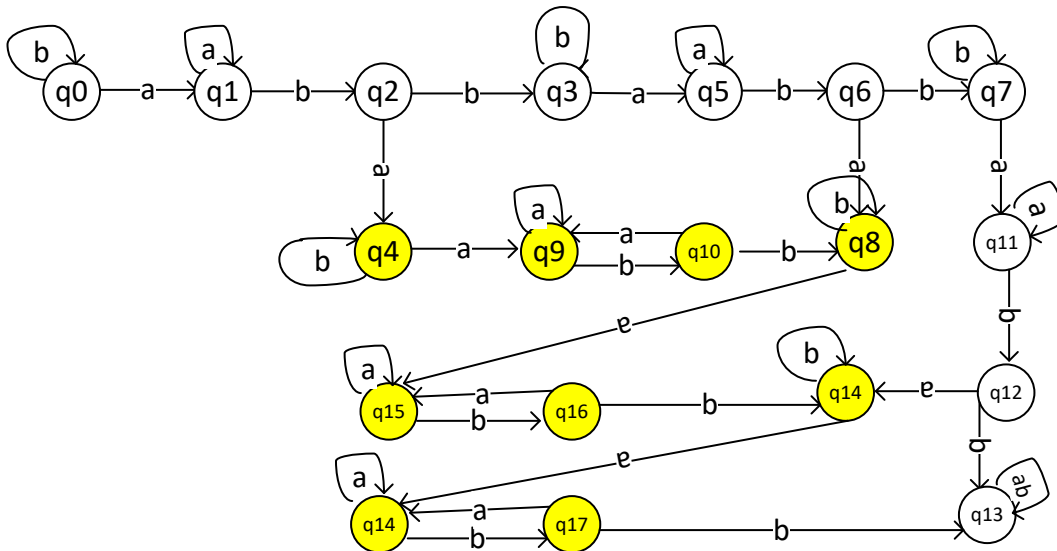 b a b a b
q0 a q1 b q2 b q3 a q5 b q6 b q7
a a a
b a b a
q4 a q9 a q10 b q8 q11
b b
a b
a b
q15 a q16 b q14 a q12
b b
a
a ab
q14 a q17 b q13
b